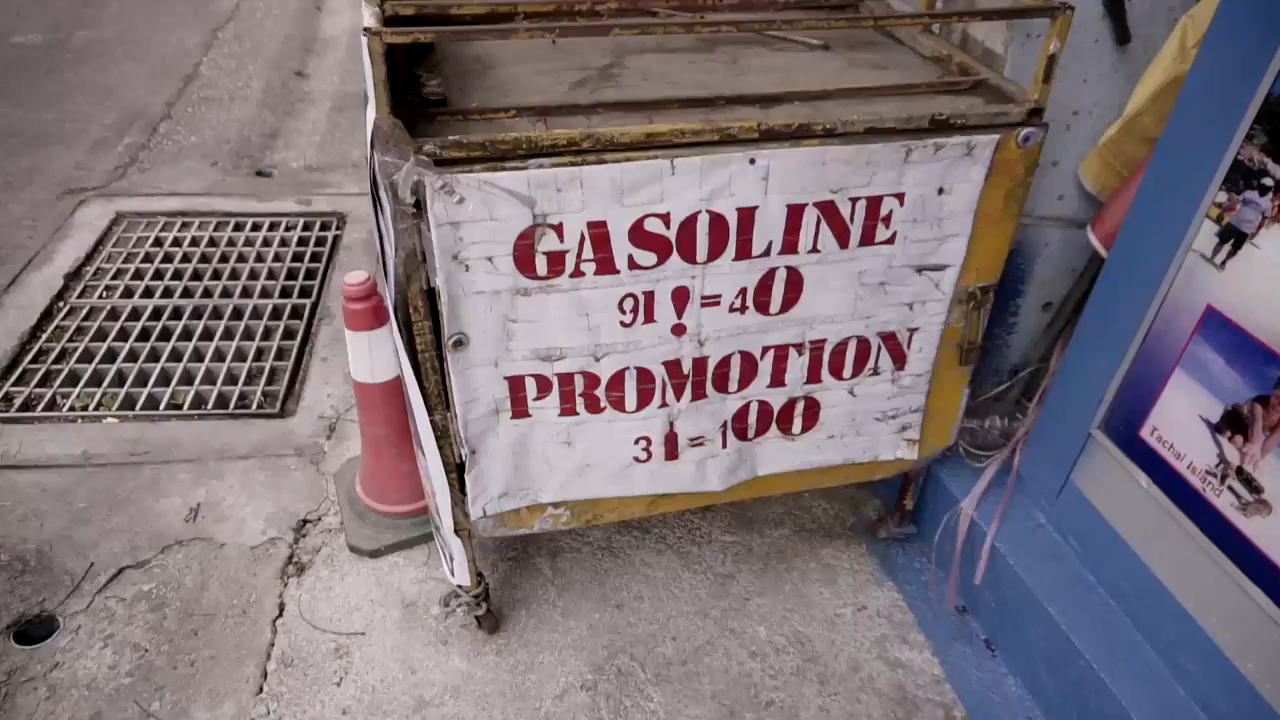 GASOLINE
91 ! = 40
PROMOTION
3 = 100
Tachai Island